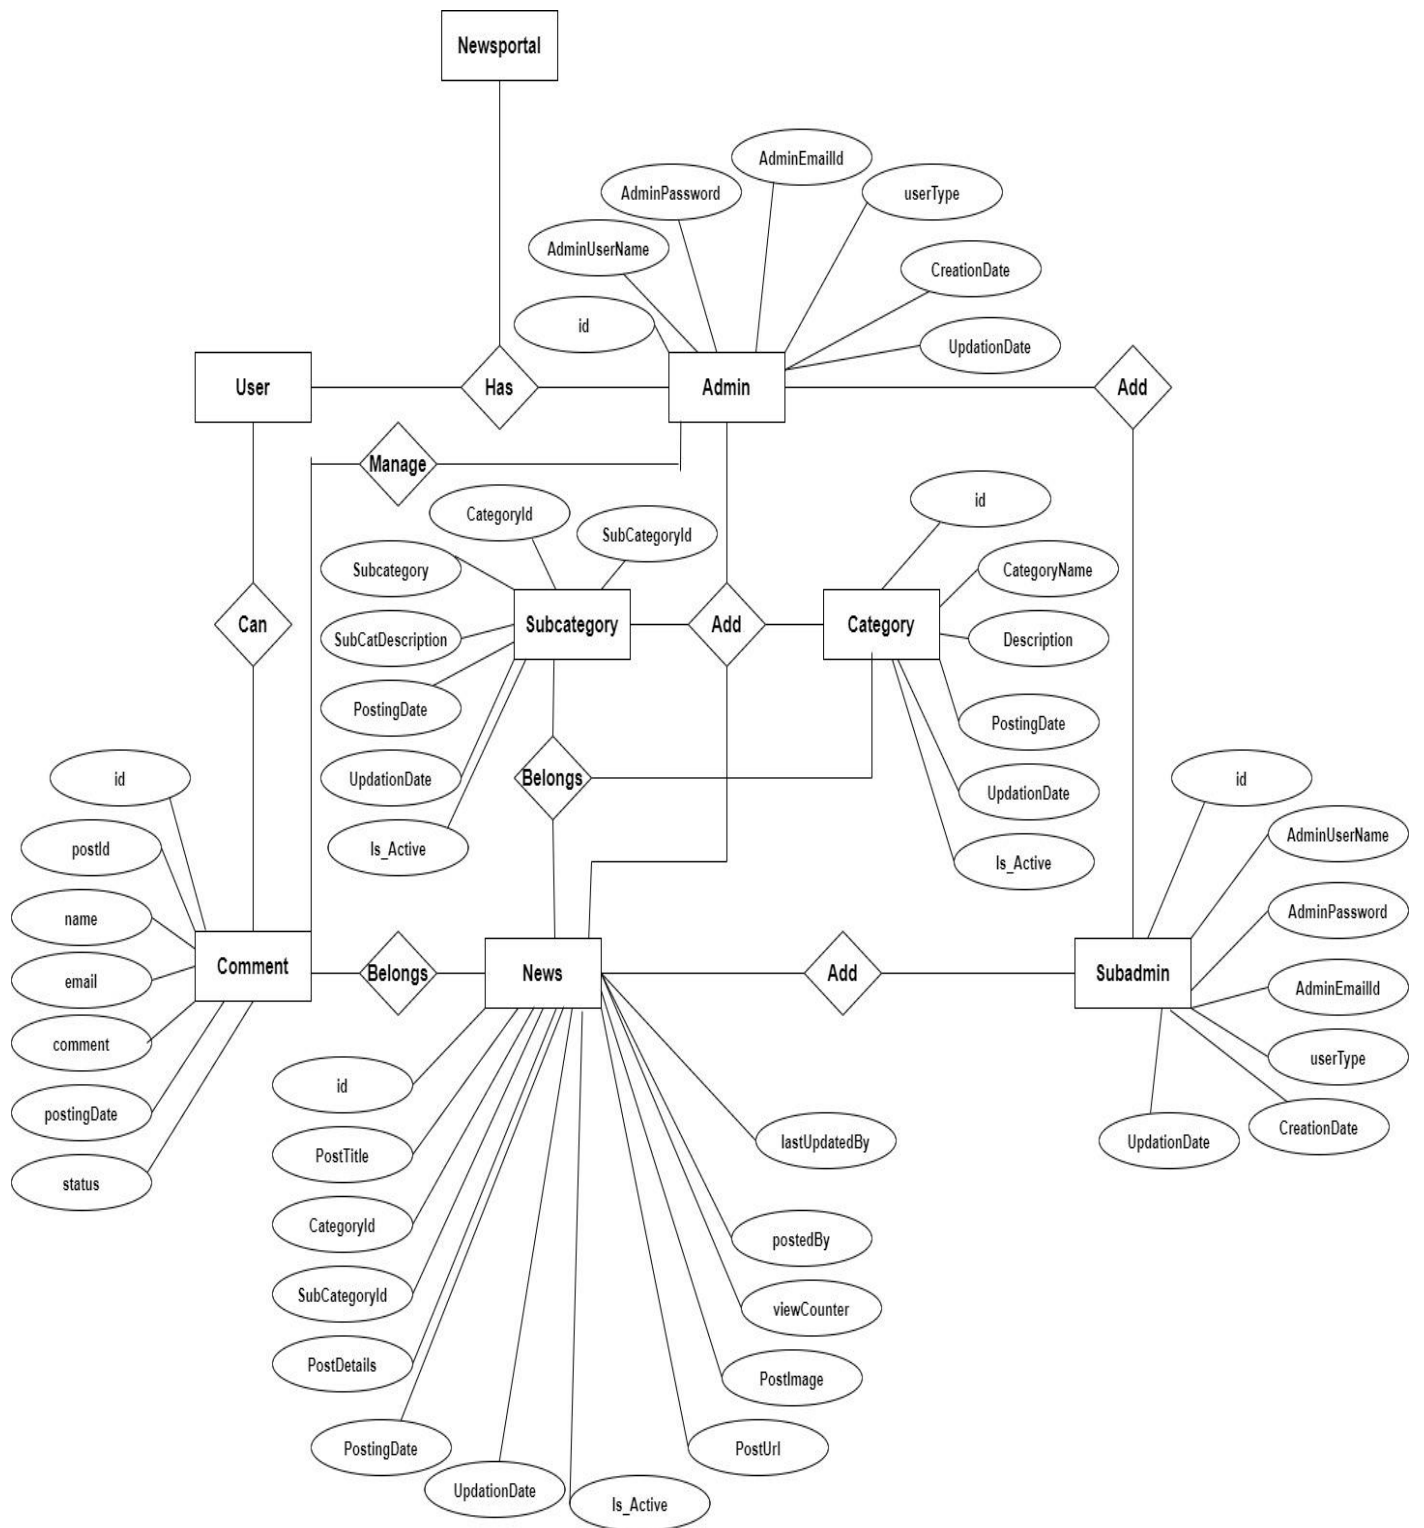 Newsportal
AdminEmailId
AdminPassword
userType
AdminUserName
CreationDate
id
UpdationDate
User
Has
Admin
Add
Manage
CategoryId
id
SubCategoryId
Subcategory
CategoryName
Can
Subcategory
Add
Category
SubCatDescription
Description
PostingDate
PostingDate
id
UpdationDate
Belongs
id
UpdationDate
AdminUserName
postId
Is_Active
Is_Active
name
AdminPassword
Comment
Belongs
News
Add
Subadmin
email
AdminEmailId
comment
userType
id
postingDate
CreationDate
lastUpdatedBy
UpdationDate
PostTitle
status
CategoryId
postedBy
SubCategoryId
viewCounter
PostDetails
PostImage
PostingDate
PostUrl
UpdationDate
Is_Active